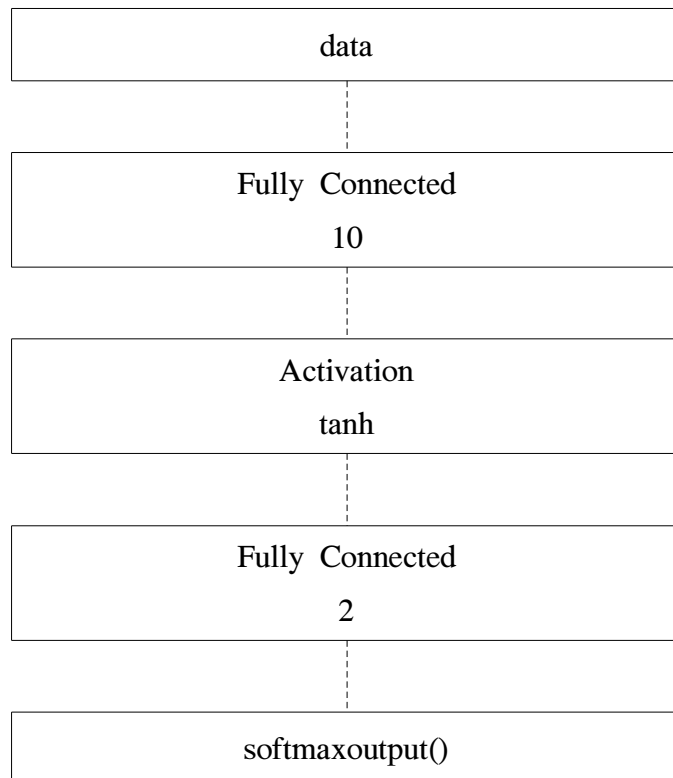 data
Fully Connected
10
Activation
tanh
Fully Connected
2
softmaxoutput()